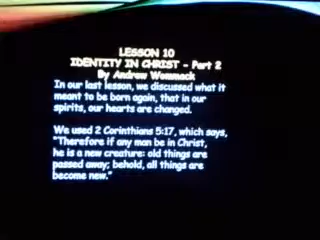 LESSON 10
IDENTITY IN CHRIST - Part 2
By Andrew Wommack
In our last lesson, we discussed what it
meant to be born again, that in our
spirits, our hearts are changed.
We used 2 Corinthians 5:17, which says,
"Therefore if any man be in Christ,
he is a new creature: old things are
passed away; behold, all things are
become new."